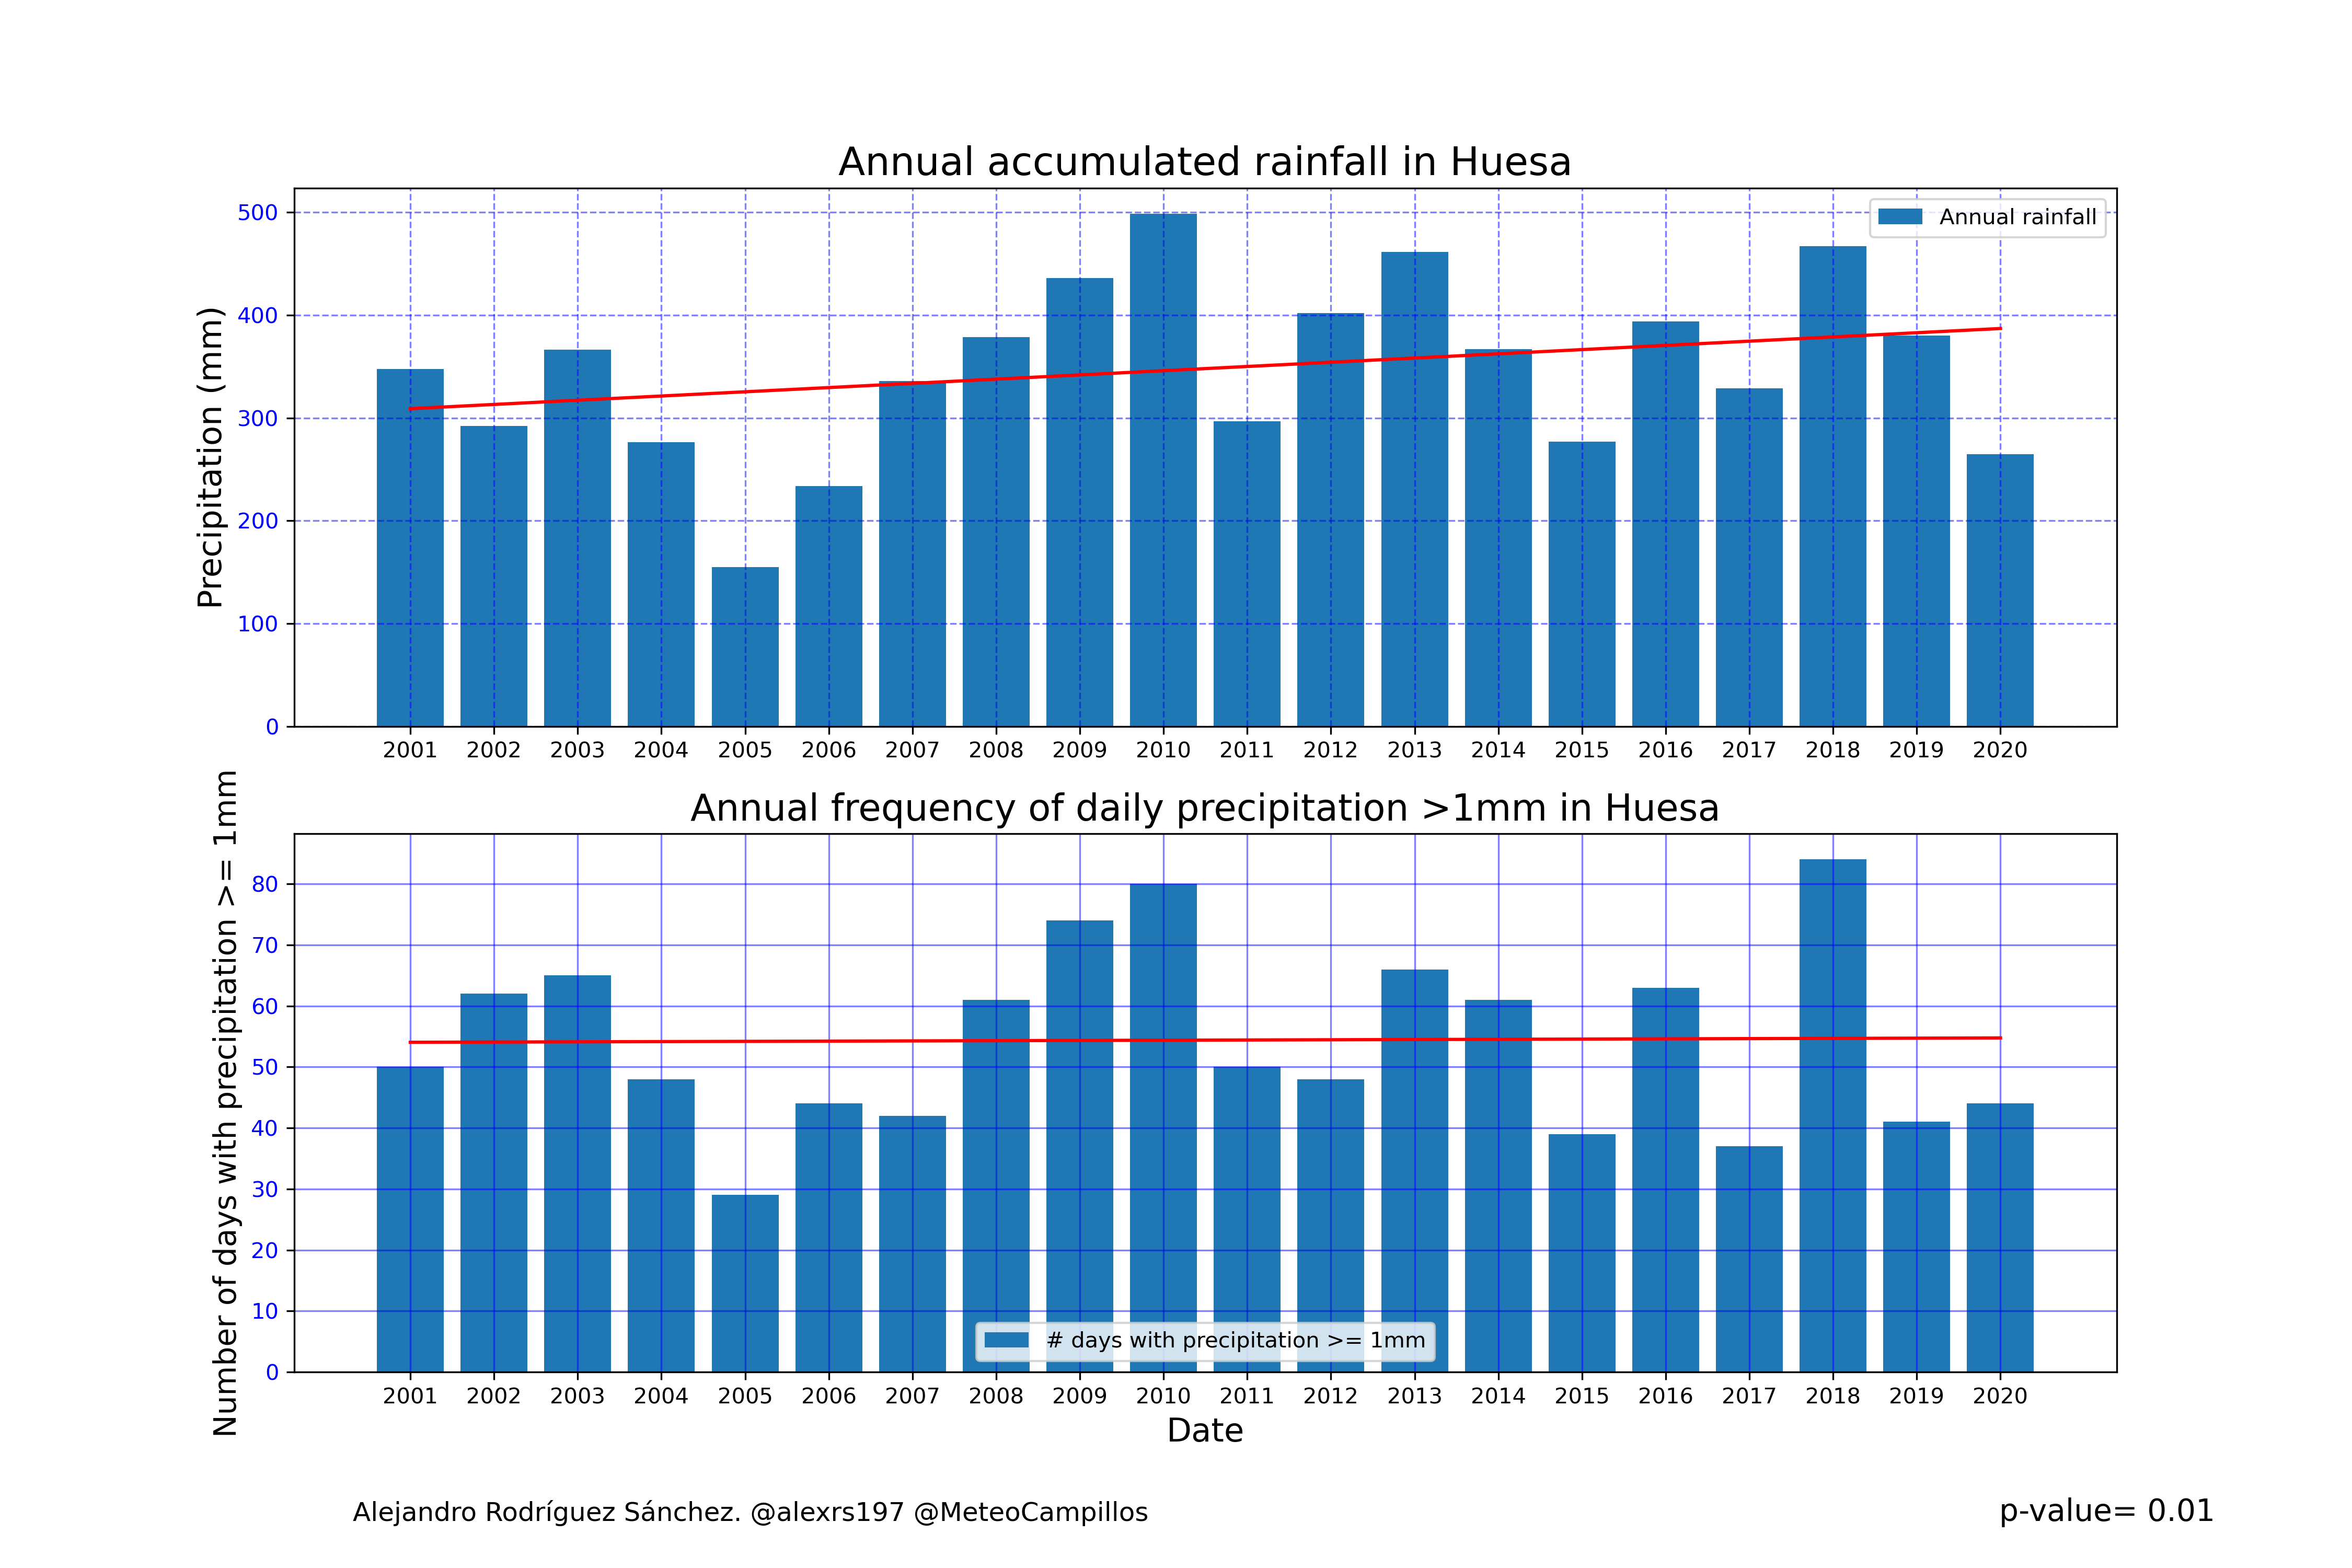 Annual accumulated rainfall in Huesa
Precipitation (mm)
500
400
300
200
100
0
Annual rainfall
2001 2002 2003 2004 2005 2006 2007 2008 2009 2010 2011 2012 2013 2014 2015 2016 2017 2018 2019 2020
Annual frequency of daily precipitation >1mm in Huesa
Number of days with precipitation >= 1mm
80
70
60
50
40
30
20
10
0
# days with precipitation >= 1mm
2001 2002 2003 2004 2005 2006 2007 2008 2009 2010 2011 2012 2013 2014 2015 2016 2017 2018 2019 2020
Date
Alejandro Rodríguez Sánchez. @alexrs197 @MeteoCampillos
p-value= 0.01